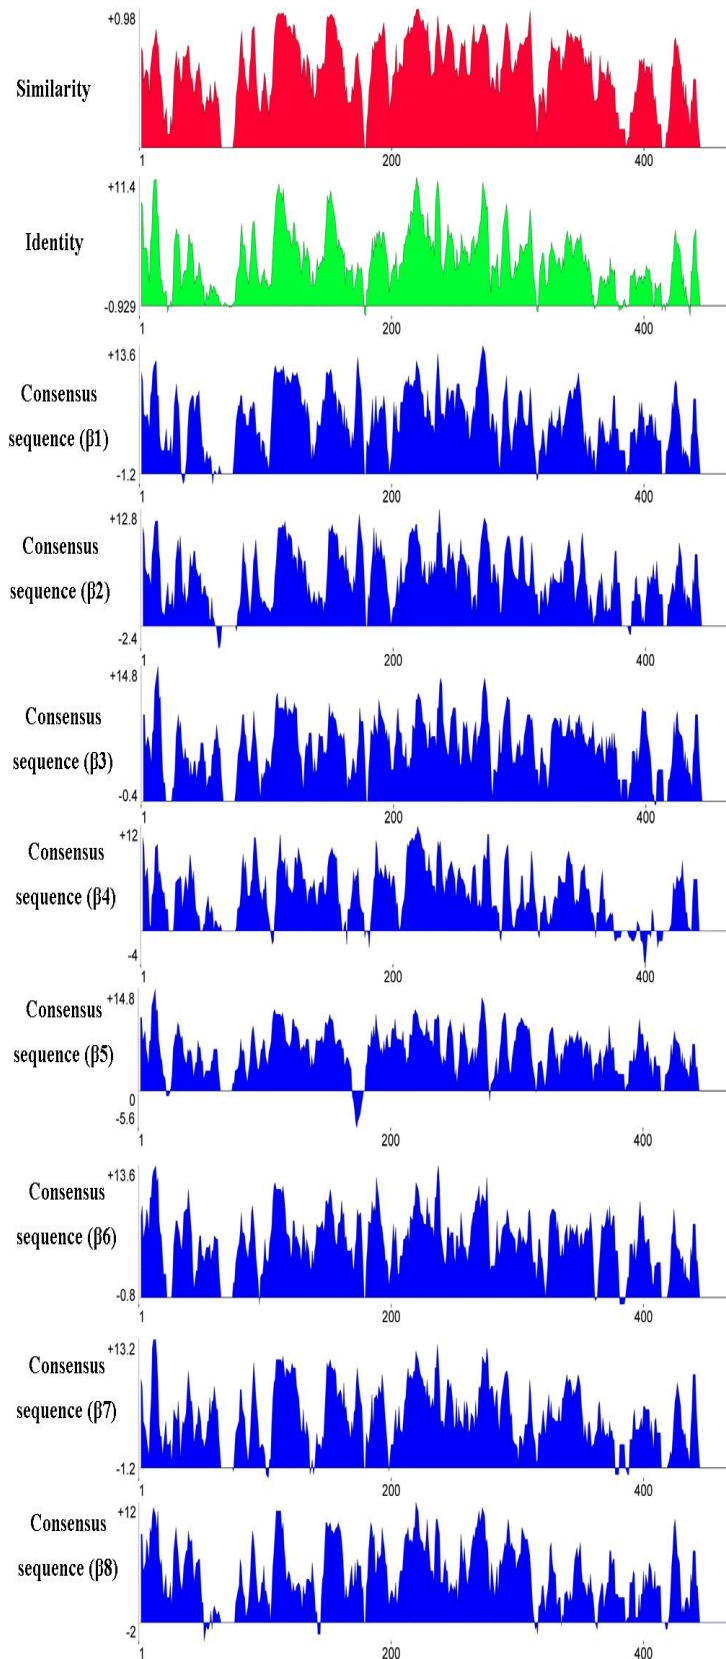 +0.98
Similarity
1 200 400
+11.4
Identity
-0.929
1 200 400
+13.6
Consensus
sequence (β1)
-1.2
1 200 400
+12.8
Consensus
sequence (β2)
-2.4
1 200 400
+14.8
Consensus
sequence (β3)
-0.4
1 200 400
+12
Consensus
sequence (β4)
-4
1 200 400
+14.8
Consensus
sequence (β5)
0
-5.6
1 200 400
+13.6
Consensus
sequence (β6)
-0.8
1 200 400
+13.2
Consensus
sequence (β7)
-1.2
1 200 400
+12
Consensus
sequence (β8)
-2
1 200 400